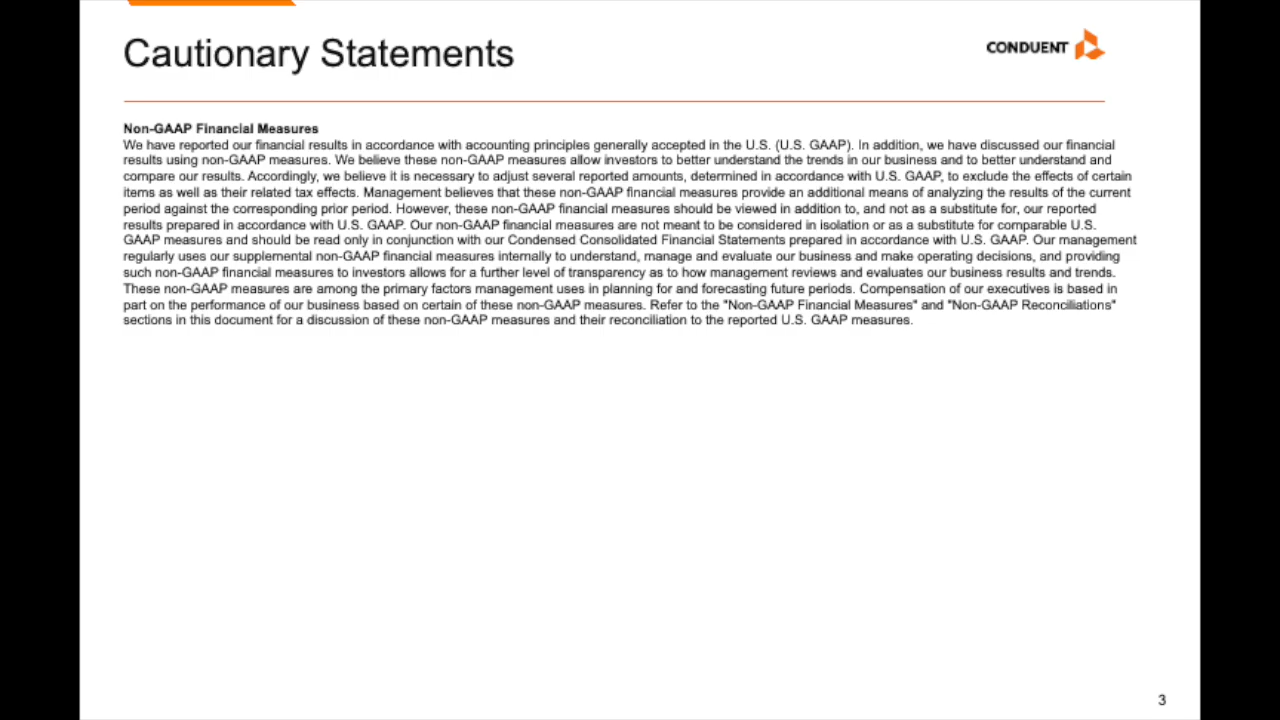 Cautionary Statements
CONDUENT
Non-GAAP Financial Measures
We have reported our financial results in accordance with accounting principles generally accepted in the U.S. (U.S. GAAP). In addition, we have discussed our financial
results using non-GAAP measures. We believe these non-GAAP measures allow investors to better understand the trends in our business and to better understand and
compare our results. Accordingly, we believe it is necessary to adjust several reported amounts, determined in accordance with U.S. GAAP, to exclude the effects of certain
items as well as their related tax effects. Management believes that these non-GAAP financial measures provide an additional means of analyzing the results of the current
period against the corresponding prior period. However, these non-GAAP financial measures should be viewed in addition to, and not as a substitute for, our reported
results prepared in accordance with U.S. GAAP. Our non-GAAP financial measures are not meant to be considered in isolation or as a substitute for comparable U.S.
GAAP measures and should be read only in conjunction with our Condensed Consolidated Financial Statements prepared in accordance with U.S. GAAP. Our management
regularly uses our supplemental non-GAAP financial measures internally to understand, manage and evaluate our business and make operating decisions, and providing
such non-GAAP financial measures to investors allows for a further level of transparency as to how management reviews and evaluates our business results and trends.
These non-GAAP measures are among the primary factors management uses in planning for and forecasting future periods. Compensation of our executives is based in
part on the performance of our business based on certain of these non-GAAP measures. Refer to the "Non-GAAP Financial Measures" and "Non-GAAP Reconciliations"
sections in this document for a discussion of these non-GAAP measures and their reconciliation to the reported U.S. GAAP measures.
3